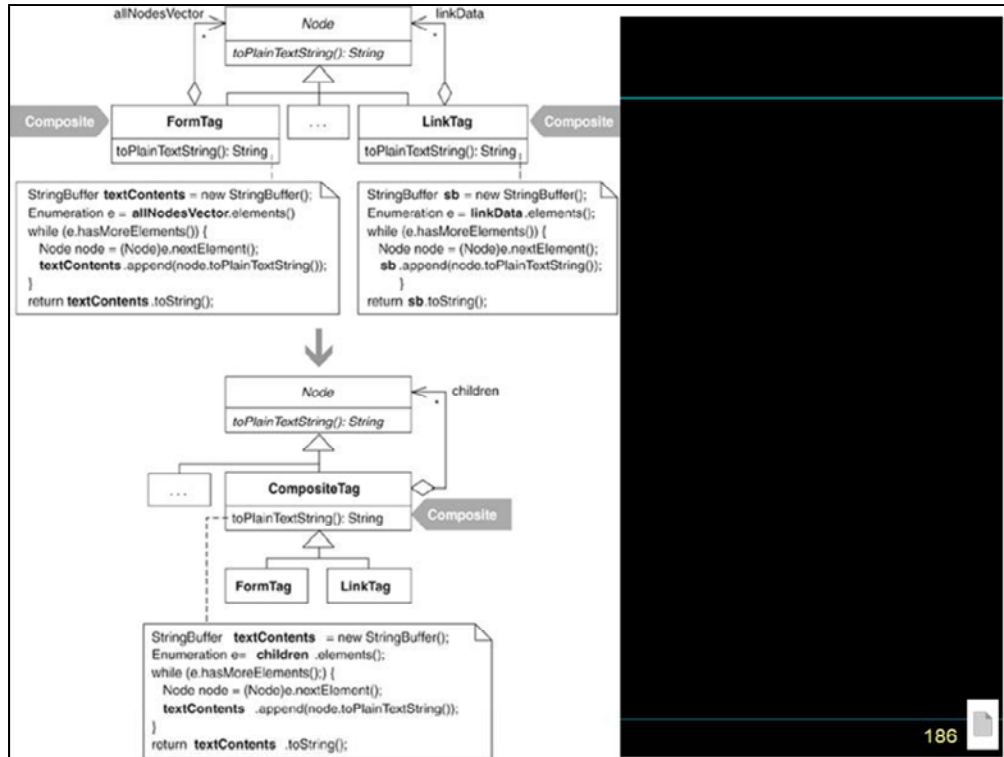 allNodesVector
Node
linkData
*
*
toPlainTextString(): String
Composite
FormTag
...
LinkTag
Composite
toPlainTextString(): String
toPlainTextString(): String
StringBuffer textContents = new StringBuffer();
Enumeration e = allNodesVector.elements()
while (e.hasMoreElements()) {
Node node = (Node)e.nextElement();
textContents.append(node.toPlainTextString());
}
return textContents.toString();
StringBuffer sb = new StringBuffer();
Enumeration e = linkData.elements();
while (e.hasMoreElements()) {
Node node = (Node)e.nextElement();
sb.append(node.toPlainTextString());
}
return sb.toString();
Node
children
*
toPlainTextString(): String
...
CompositeTag
toPlainTextString(): String
Composite
FormTag
LinkTag
StringBuffer textContents = new StringBuffer();
Enumeration e= children .elements();
while (e.hasMoreElements();) {
Node node = (Node)e.nextElement();
textContents .append(node.toPlainTextString());
}
return textContents .toString();
186